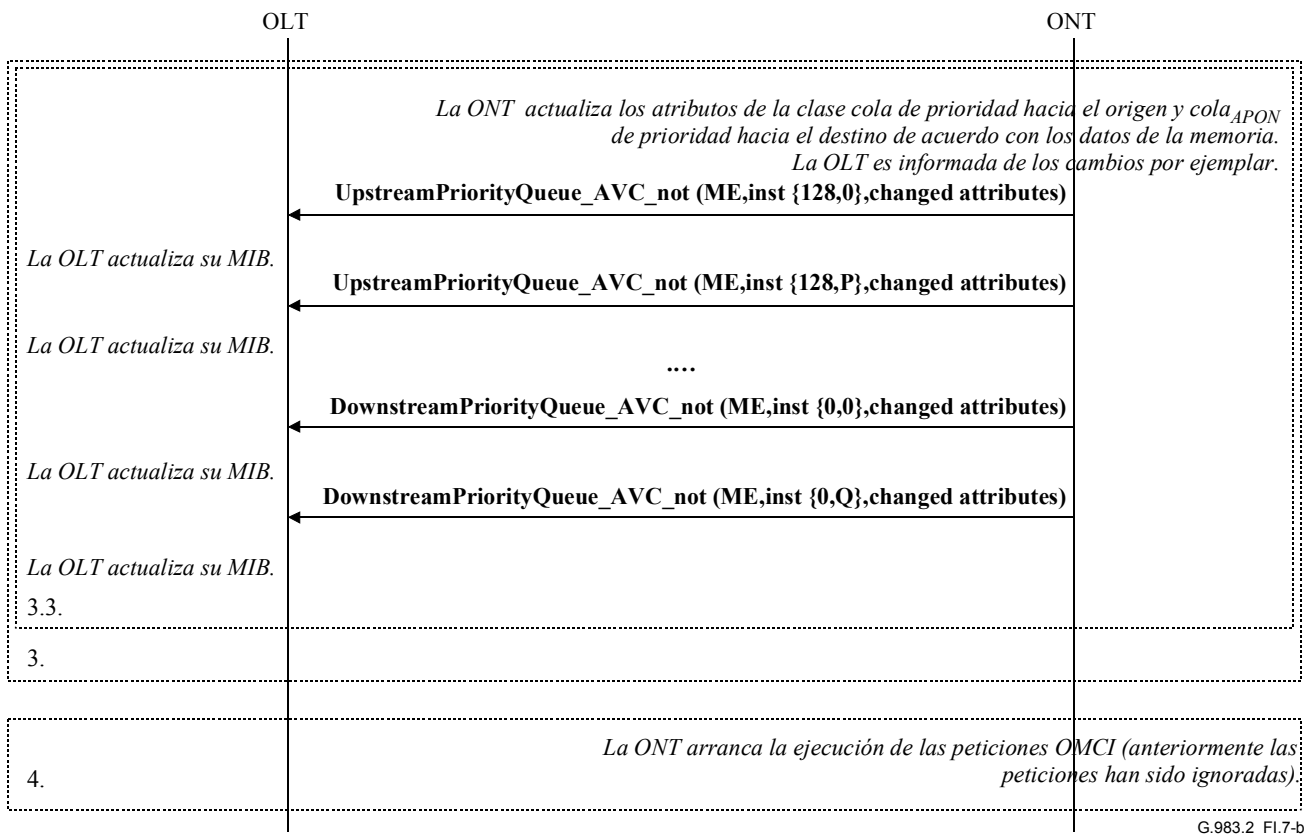 OLT
ONT
La ONT actualiza los atributos de la clase cola de prioridad hacia el origen y cola_APON
de prioridad hacia el destino de acuerdo con los datos de la memoria.
La OLT es informada de los cambios por ejemplar.
UpstreamPriorityQueue_AVC_not (ME,inst {128,0},changed attributes)
La OLT actualiza su MIB.
UpstreamPriorityQueue_AVC_not (ME,inst {128,P},changed attributes)
La OLT actualiza su MIB.
....
DownstreamPriorityQueue_AVC_not (ME,inst {0,0},changed attributes)
La OLT actualiza su MIB.
DownstreamPriorityQueue_AVC_not (ME,inst {0,Q},changed attributes)
La OLT actualiza su MIB.
3.3.
3.
La ONT arranca la ejecución de las peticiones OMCI (anteriormente las
peticiones han sido ignoradas).
4.
G.983.2_FI.7-b